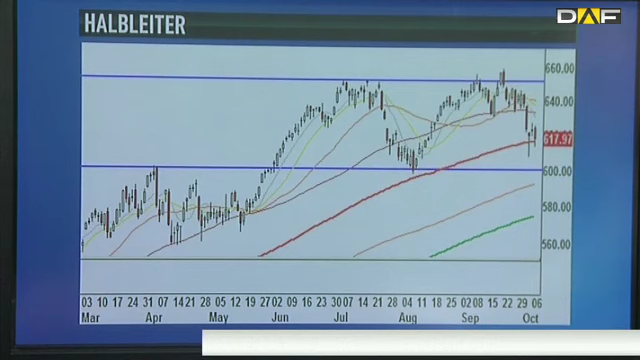 HALBLEITER
DAF
660.00
640.00
617.97
600.00
580.00
560.00
03 10 17 24 31 07 14 21 28 05 12 19 27 02 09 16 23 30 07 14 21 28 04 11 18 25 02 08 15 22 29 06
Mar Apr May Jun Jul Aug Sep Oct